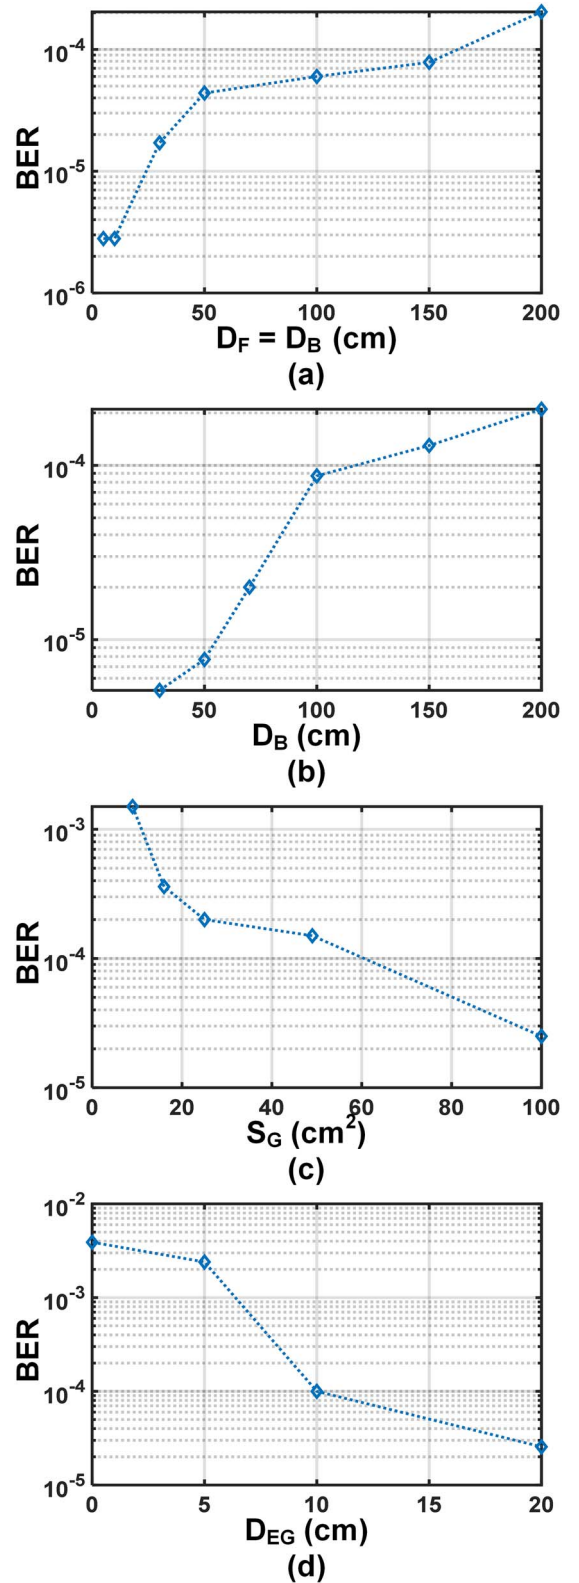 10⁻⁴
BER
10⁻⁵
10⁻⁶
0 50 100 150 200
D_F = D_B (cm)
(a)
10⁻⁴
BER
10⁻⁵
0 50 100 150 200
D_B (cm)
(b)
10⁻³
BER
10⁻⁴
10⁻⁵
0 20 40 60 80 100
S_G (cm²)
(c)
10⁻²
10⁻³
BER
10⁻⁴
10⁻⁵
0 5 10 15 20
D_EG (cm)
(d)